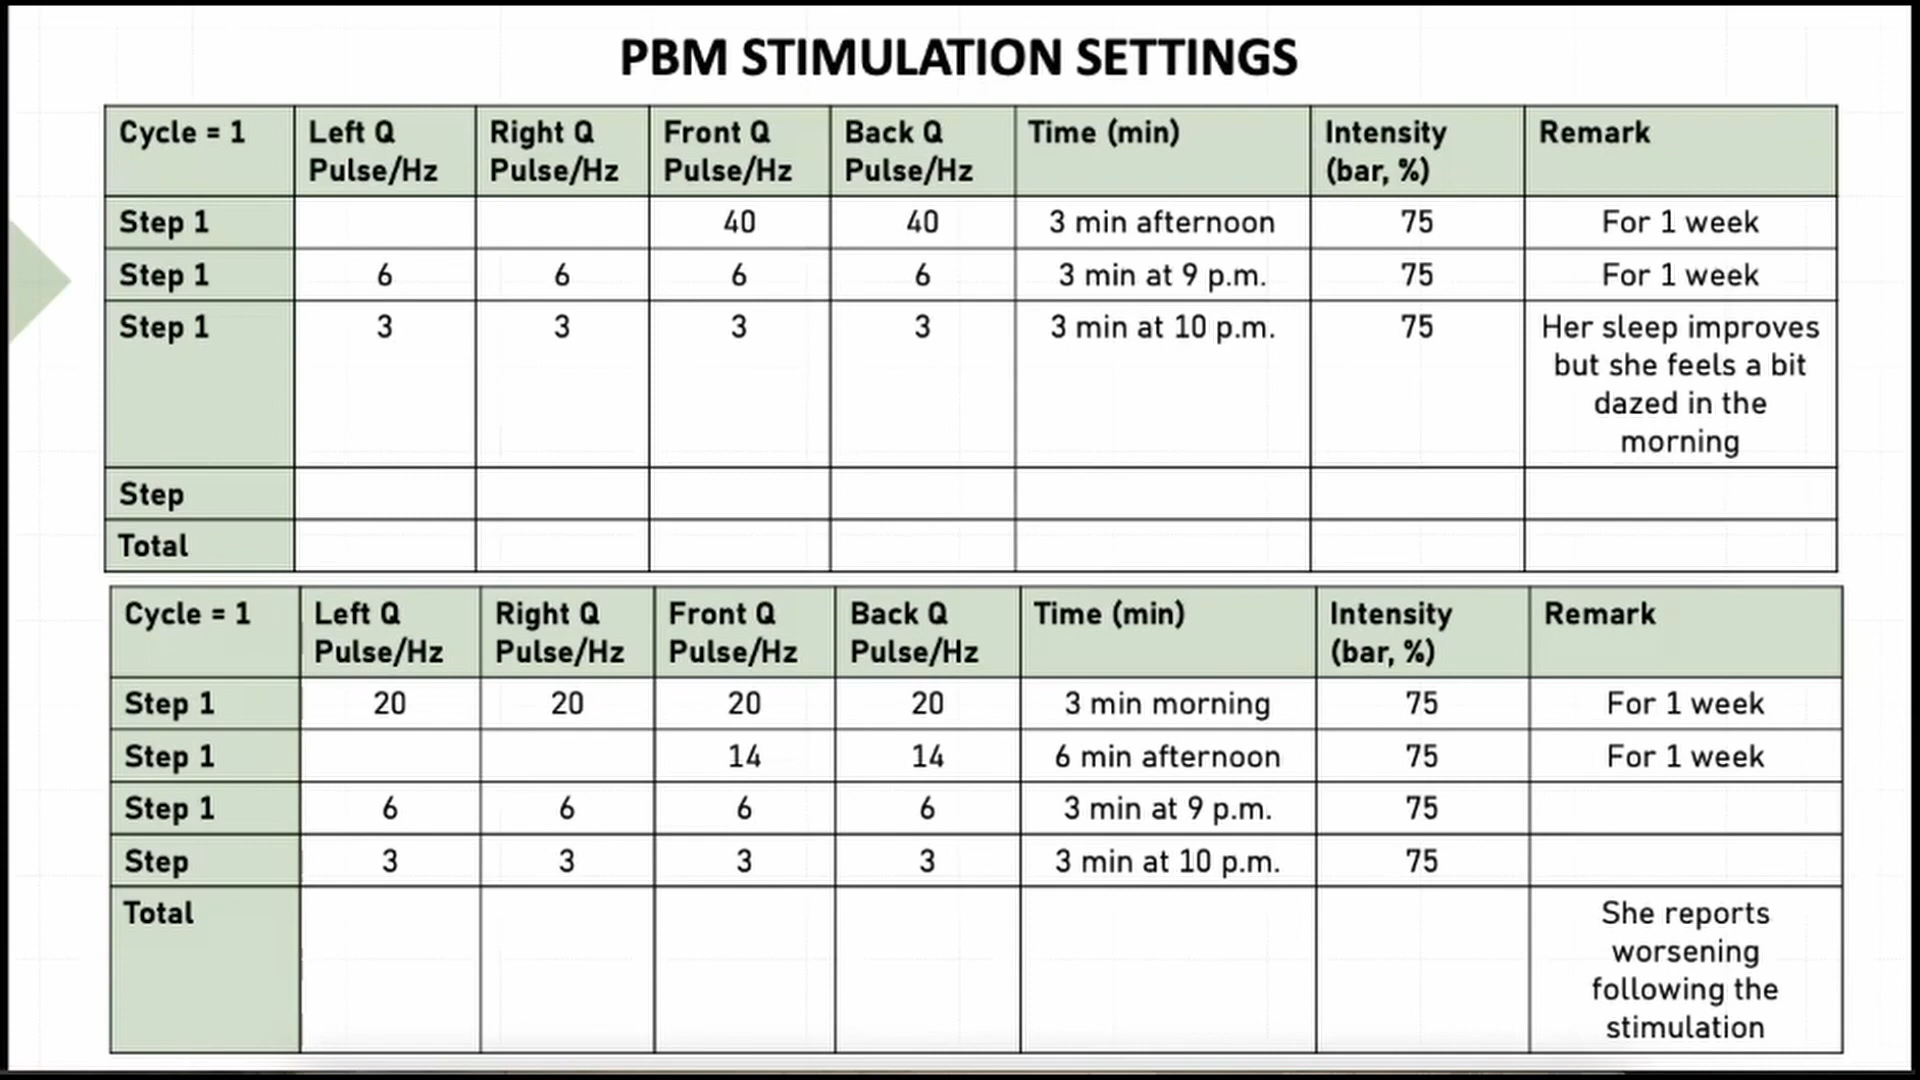 PBM STIMULATION SETTINGS
Cycle = 1 Left Q Pulse/Hz Right Q Pulse/Hz Front Q Pulse/Hz Back Q Pulse/Hz Time (min) Intensity (bar, %) Remark
Step 1 40 40 3 min afternoon 75 For 1 week
Step 1 6 6 6 6 3 min at 9 p.m. 75 For 1 week
Step 1 3 3 3 3 3 min at 10 p.m. 75 Her sleep improves
but she feels a bit
dazed in the
morning
Step
Total
Cycle = 1 Left Q Pulse/Hz Right Q Pulse/Hz Front Q Pulse/Hz Back Q Pulse/Hz Time (min) Intensity (bar, %) Remark
Step 1 20 20 20 20 3 min morning 75 For 1 week
Step 1 14 14 6 min afternoon 75 For 1 week
Step 1 6 6 6 6 3 min at 9 p.m. 75
Step 3 3 3 3 3 min at 10 p.m. 75
Total She reports
worsening
following the
stimulation